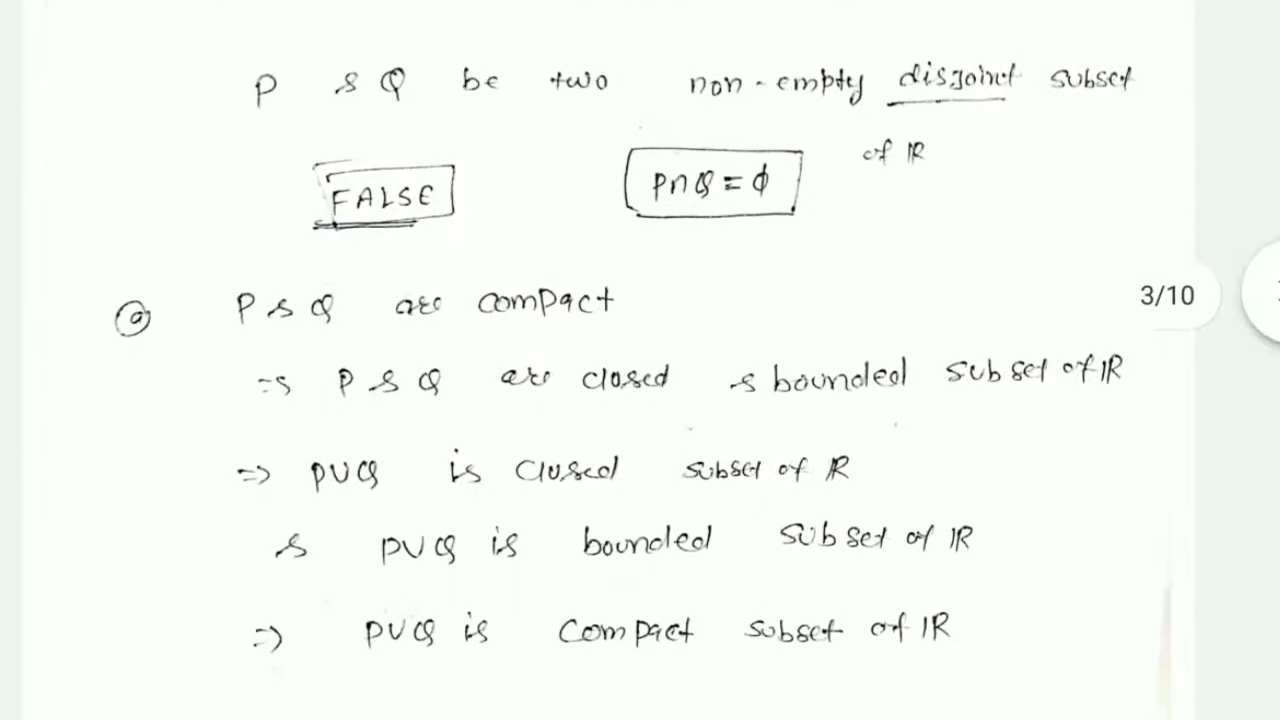 P & Q be two non-empty disjoint subset
of IR
FALSE
P∩Q = ϕ
(a) P & Q are compact
3/10
=> P & Q are closed & bounded subset of IR
=> P∪Q is closed subset of IR
& P∪Q is bounded subset of IR
=> P∪Q is compact subset of IR